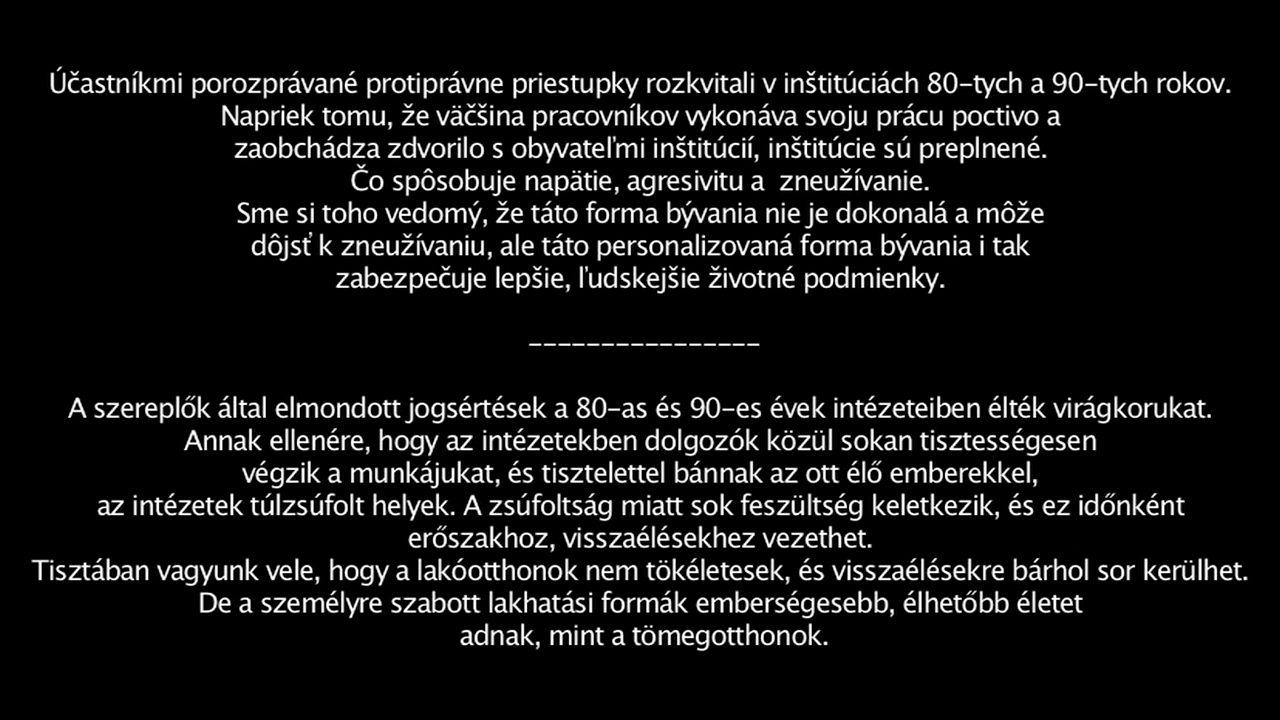 Účastníkmi porozprávané protiprávne priestupky rozkvitali v inštitúciách 80-tych a 90-tych rokov.
Napriek tomu, že väčšina pracovníkov vykonáva svoju prácu poctivo a
zaobchádza zdvorilo s obyvateľmi inštitúcií, inštitúcie sú preplnené.
Čo spôsobuje napätie, agresivitu a  zneužívanie.
Sme si toho vedomý, že táto forma bývania nie je dokonalá a môže
dôjsť k zneužívaniu, ale táto personalizovaná forma bývania i tak
zabezpečuje lepšie, ľudskejšie životné podmienky.
----------------
A szereplők által elmondott jogsértések a 80-as és 90-es évek intézeteiben élték virágkorukat.
Annak ellenére, hogy az intézetekben dolgozók közül sokan tisztességesen
végzik a munkájukat, és tisztelettel bánnak az ott élő emberekkel,
az intézetek túlzsúfolt helyek. A zsúfoltság miatt sok feszültség keletkezik, és ez időnként
erőszakhoz, visszaélésekhez vezethet.
Tisztában vagyunk vele, hogy a lakóotthonok nem tökéletesek, és visszaélésekre bárhol sor kerülhet.
De a személyre szabott lakhatási formák emberségesebb, élhetőbb életet
adnak, mint a tömegotthonok.